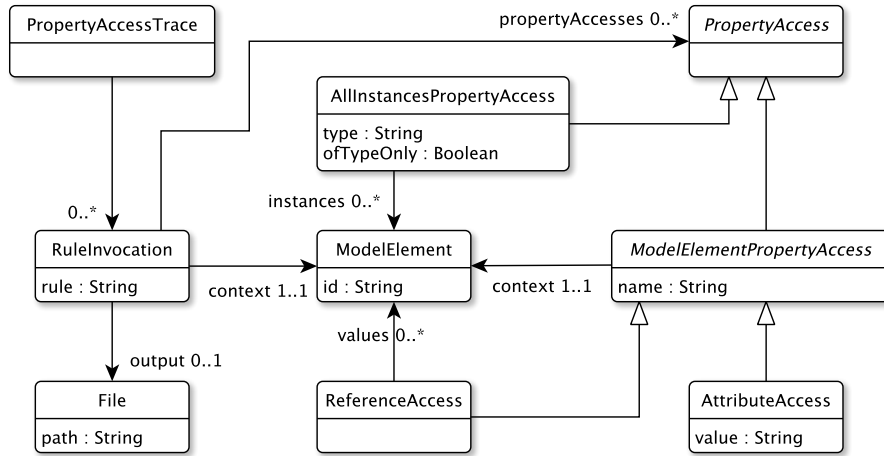 PropertyAccessTrace
propertyAccesses 0..*
PropertyAccess
AllInstancesPropertyAccess
type : String
ofTypeOnly : Boolean
0..*
instances 0..*
RuleInvocation
rule : String
context 1..1
ModelElement
id : String
context 1..1
ModelElementPropertyAccess
name : String
output 0..1
values 0..*
File
path : String
ReferenceAccess
AttributeAccess
value : String